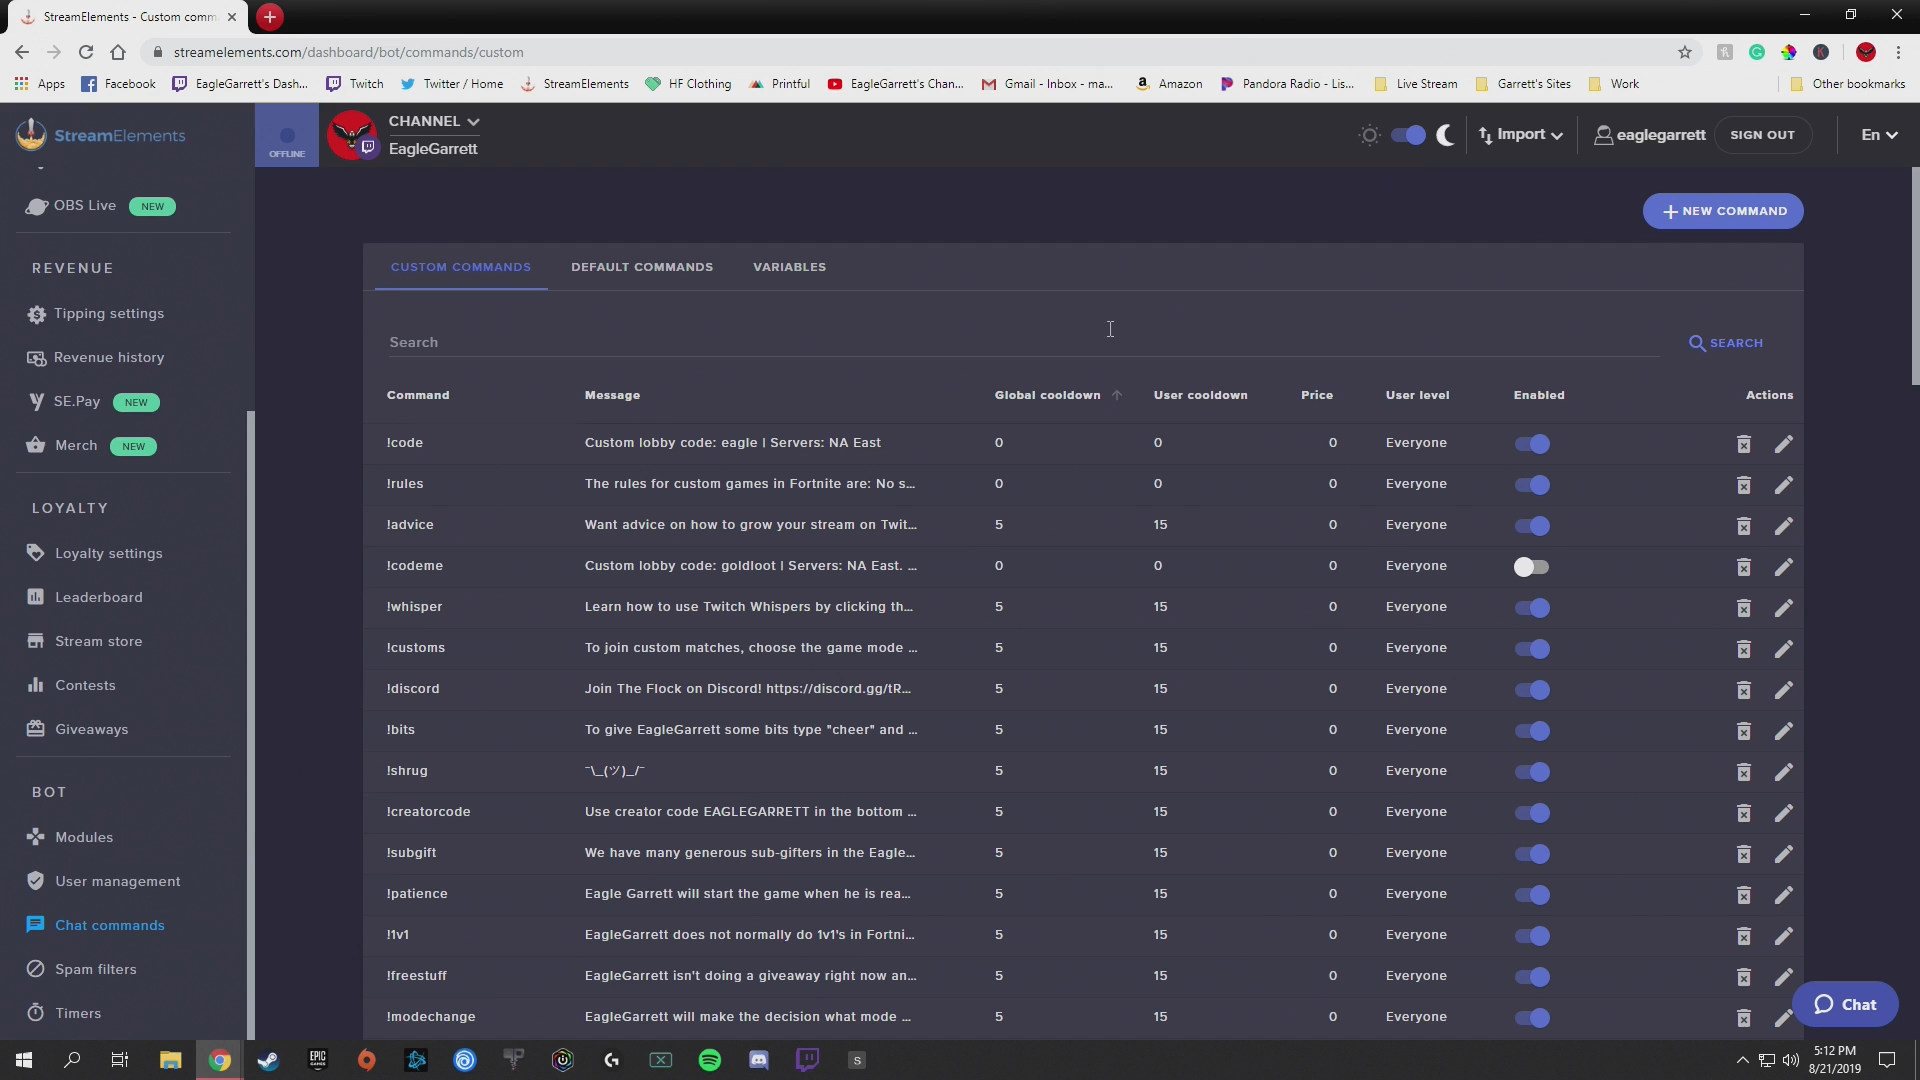 StreamElements - Custom comm
streamelements.com/dashboard/bot/commands/custom
Apps
Facebook
EagleGarrett's Dash...
Twitch
Twitter / Home
StreamElements
HF Clothing
Printful
EagleGarrett's Chan...
Gmail - Inbox - ma...
Amazon
Pandora Radio - Lis...
Live Stream
Garrett's Sites
Work
Other bookmarks
StreamElements
OFFLINE
CHANNEL
EagleGarrett
Import
eaglegarrett
SIGN OUT
En
OBS Live NEW
REVENUE
Tipping settings
Revenue history
SE.Pay NEW
Merch NEW
LOYALTY
Loyalty settings
Leaderboard
Stream store
Contests
Giveaways
BOT
Modules
User management
Chat commands
Spam filters
Timers
NEW COMMAND
CUSTOM COMMANDS DEFAULT COMMANDS VARIABLES
Search
SEARCH
Command Message Global cooldown User cooldown Price User level Enabled Actions
!code Custom lobby code: eagle | Servers: NA East 0 0 0 Everyone
!rules The rules for custom games in Fortnite are: No s... 0 0 0 Everyone
!advice Want advice on how to grow your stream on Twit... 5 15 0 Everyone
!codeme Custom lobby code: goldloot | Servers: NA East. ... 0 0 0 Everyone
!whisper Learn how to use Twitch Whispers by clicking th... 5 15 0 Everyone
!customs To join custom matches, choose the game mode ... 5 15 0 Everyone
!discord Join The Flock on Discord! https://discord.gg/tR... 5 15 0 Everyone
!bits To give EagleGarrett some bits type "cheer" and ... 5 15 0 Everyone
!shrug ¯\_(ツ)_/¯ 5 15 0 Everyone
!creatorcode Use creator code EAGLEGARRETT in the bottom ... 5 15 0 Everyone
!subgift We have many generous sub-gifters in the Eagle... 5 15 0 Everyone
!patience Eagle Garrett will start the game when he is rea... 5 15 0 Everyone
!1v1 EagleGarrett does not normally do 1v1's in Fortni... 5 15 0 Everyone
!freestuff EagleGarrett isn't doing a giveaway right now an... 5 15 0 Everyone
!modechange EagleGarrett will make the decision what mode ... 5 15 0 Everyone
Chat
EPIC GAMES
S
5:12 PM
8/21/2019